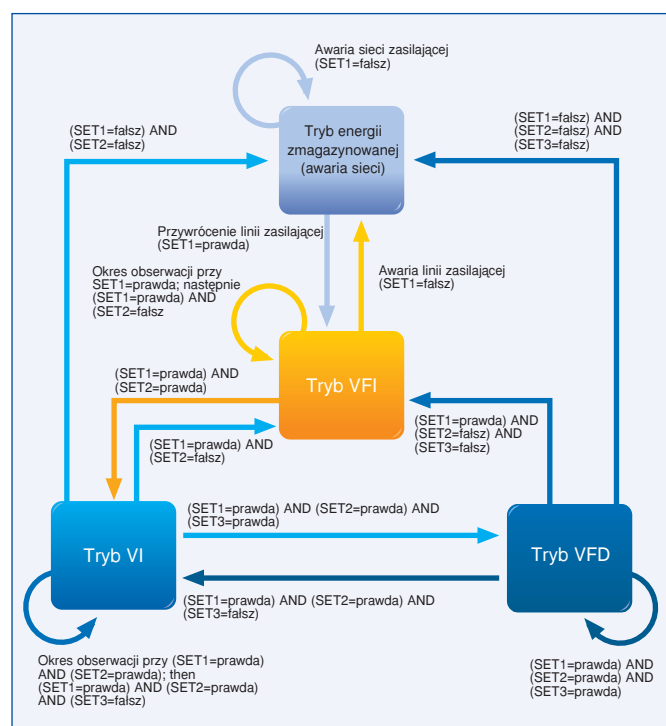 Awaria sieci zasilającej
(SET1=fałsz)
Tryb energii
zmagazynowanej
(awaria sieci)
(SET1=fałsz) AND
(SET2=fałsz)
(SET1=fałsz) AND
(SET2=fałsz) AND
(SET3=fałsz)
Przywrócenie linii zasilającej
(SET1=prawda)
Okres obserwacji przy
SET1=prawda; następnie
(SET1=prawda) AND
(SET2=fałsz
Awaria linii zasilającej
(SET1=fałsz)
Tryb VFI
(SET1=prawda) AND
(SET2=prawda)
(SET1=prawda) AND
(SET2=fałsz)
(SET1=prawda) AND
(SET2=fałsz) AND
(SET3=fałsz)
Tryb VI
(SET1=prawda) AND (SET2=prawda) AND
(SET3=prawda)
Tryb VFD
(SET1=prawda) AND (SET2=prawda) AND
(SET3=fałsz)
Okres obserwacji przy (SET1=prawda)
AND (SET2=prawda); then
(SET1=prawda) AND (SET2=prawda)
AND (SET3=fałsz)
(SET1=prawda) AND
(SET2=prawda) AND
(SET3=prawda)